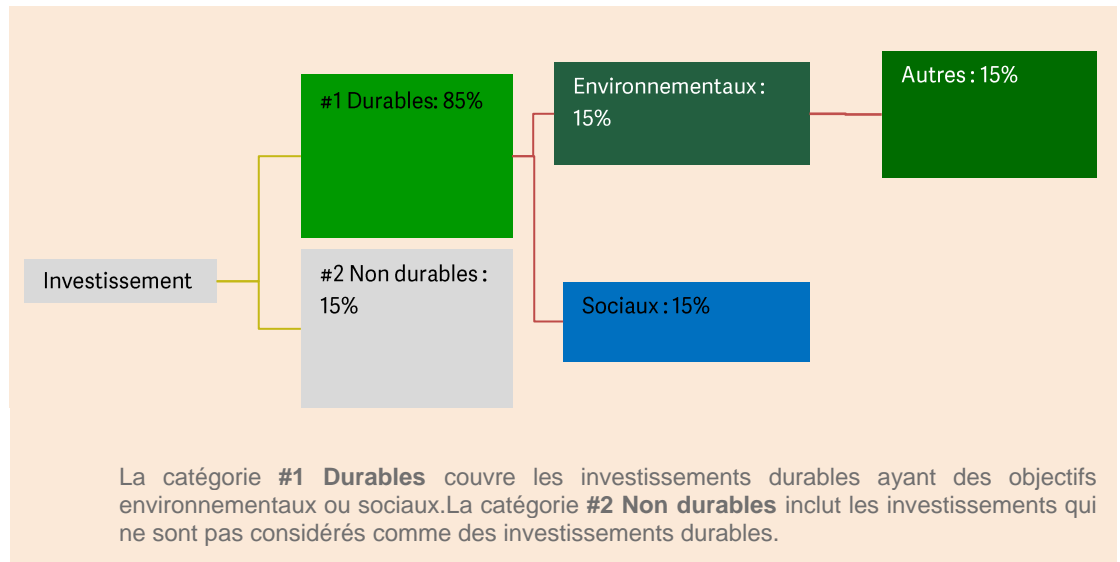 #1 Durables: 85%
Environnementaux :
15%
Autres : 15%
Investissement
#2 Non durables :
15%
Sociaux : 15%
La catégorie #1 Durables couvre les investissements durables ayant des objectifs
environnementaux ou sociaux.La catégorie #2 Non durables inclut les investissements qui
ne sont pas considérés comme des investissements durables.